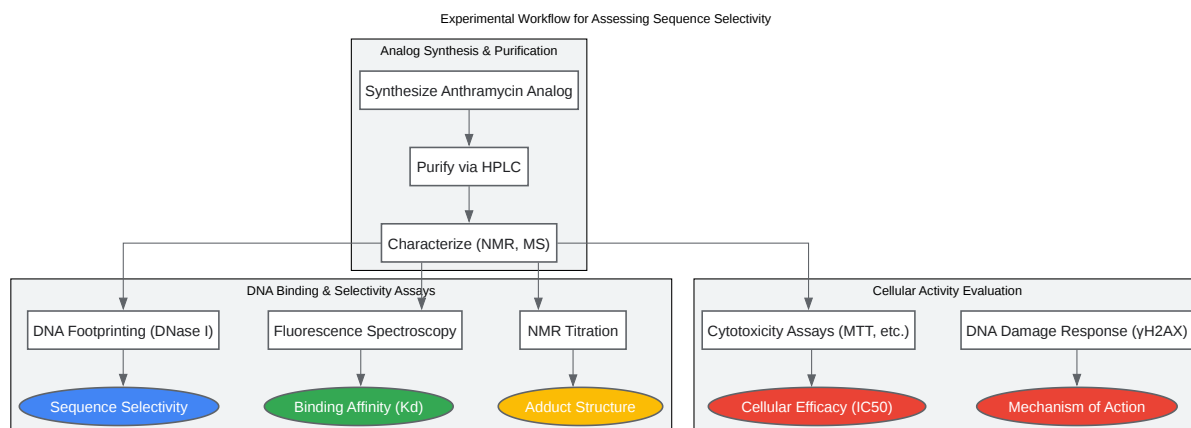 Experimental Workflow for Assessing Sequence Selectivity
Analog Synthesis & Purification
Synthesize Anthramycin Analog
Purify via HPLC
Characterize (NMR, MS)
DNA Binding & Selectivity Assays
DNA Footprinting (DNase I)
Fluorescence Spectroscopy
NMR Titration
Sequence Selectivity
Binding Affinity (Kd)
Adduct Structure
Cellular Activity Evaluation
Cytotoxicity Assays (MTT, etc.)
DNA Damage Response (γH2AX)
Cellular Efficacy (IC50)
Mechanism of Action